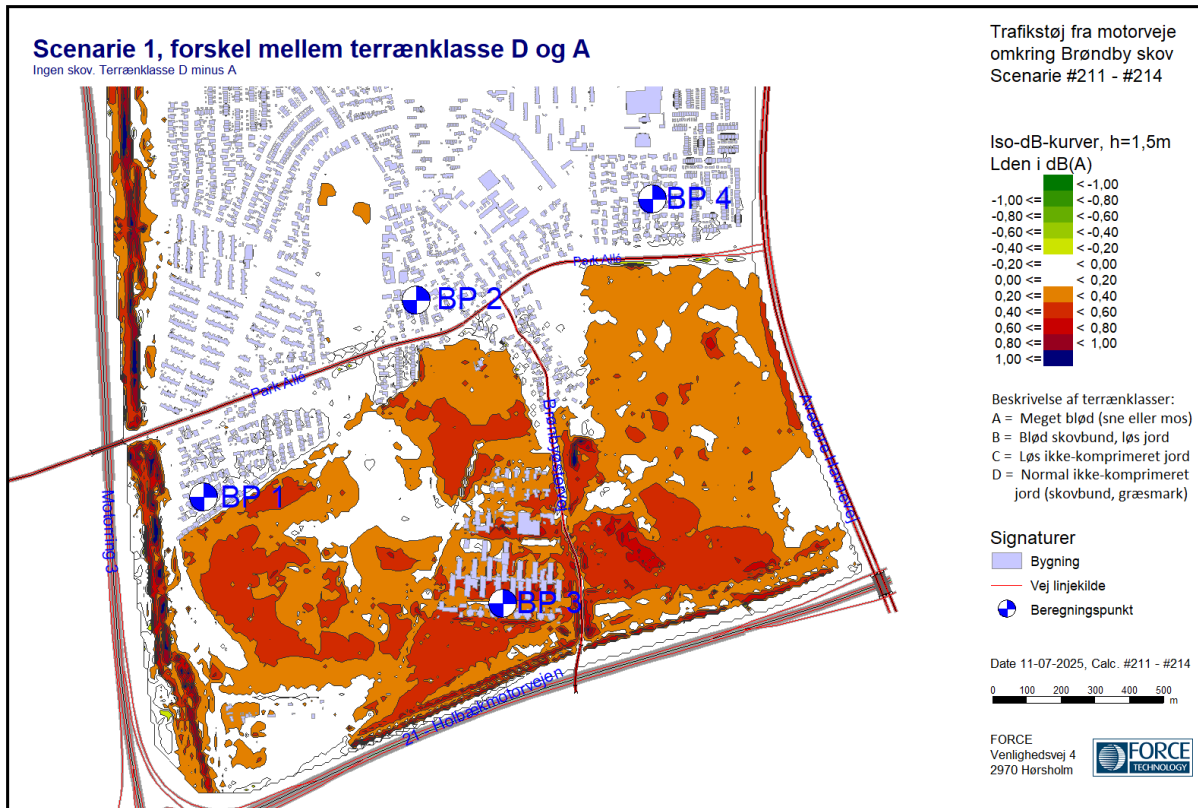 Scenarie 1, forskel mellem terrænklasse D og A
Ingen skov. Terrænklasse D minus A
Trafikstøj fra motorveje
omkring Brøndby skov
Scenarie #211 - #214
Iso-dB-kurver, h=1,5m
Lden i dB(A)
< -1,00
-1,00 <= < -0,80
-0,80 <= < -0,60
-0,60 <= < -0,40
-0,40 <= < -0,20
-0,20 <= < 0,00
0,00 <= < 0,20
0,20 <= < 0,40
0,40 <= < 0,60
0,60 <= < 0,80
0,80 <= < 1,00
1,00 <=
Beskrivelse af terrænklasser:
A = Meget blød (sne eller mos)
B = Blød skovbund, løs jord
C = Løs ikke-komprimeret jord
D = Normal ikke-komprimeret
jord (skovbund, græsmark)
Signaturer
Bygning
Vej linjekilde
Beregningspunkt
Date 11-07-2025, Calc. #211 - #214
0 100 200 300 400 500
m
FORCE
Venlighedsvej 4
2970 Hørsholm
FORCE
TECHNOLOGY
BP 4
Park Allé
BP 2
Park Allé
Brøndbyøstervej
Avedøre Havnevej
BP 1
Motorring 3
BP 3
21 - Holbækmotorvejen